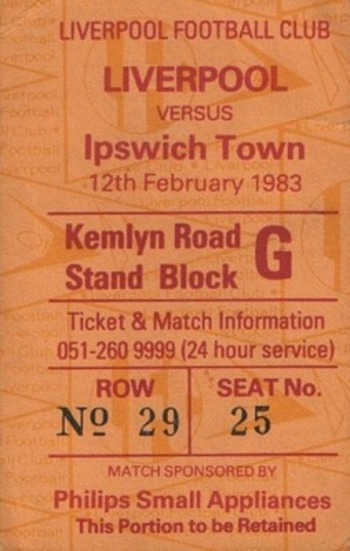 LIVERPOOL FOOTBALL CLUB
LIVERPOOL
VERSUS
Ipswich Town
12th February 1983
Kemlyn Road
Stand Block G
Ticket & Match Information
051-260 9999 (24 hour service)
ROW SEAT No.
Nº 29 25
MATCH SPONSORED BY
Philips Small Appliances
This Portion to be Retained